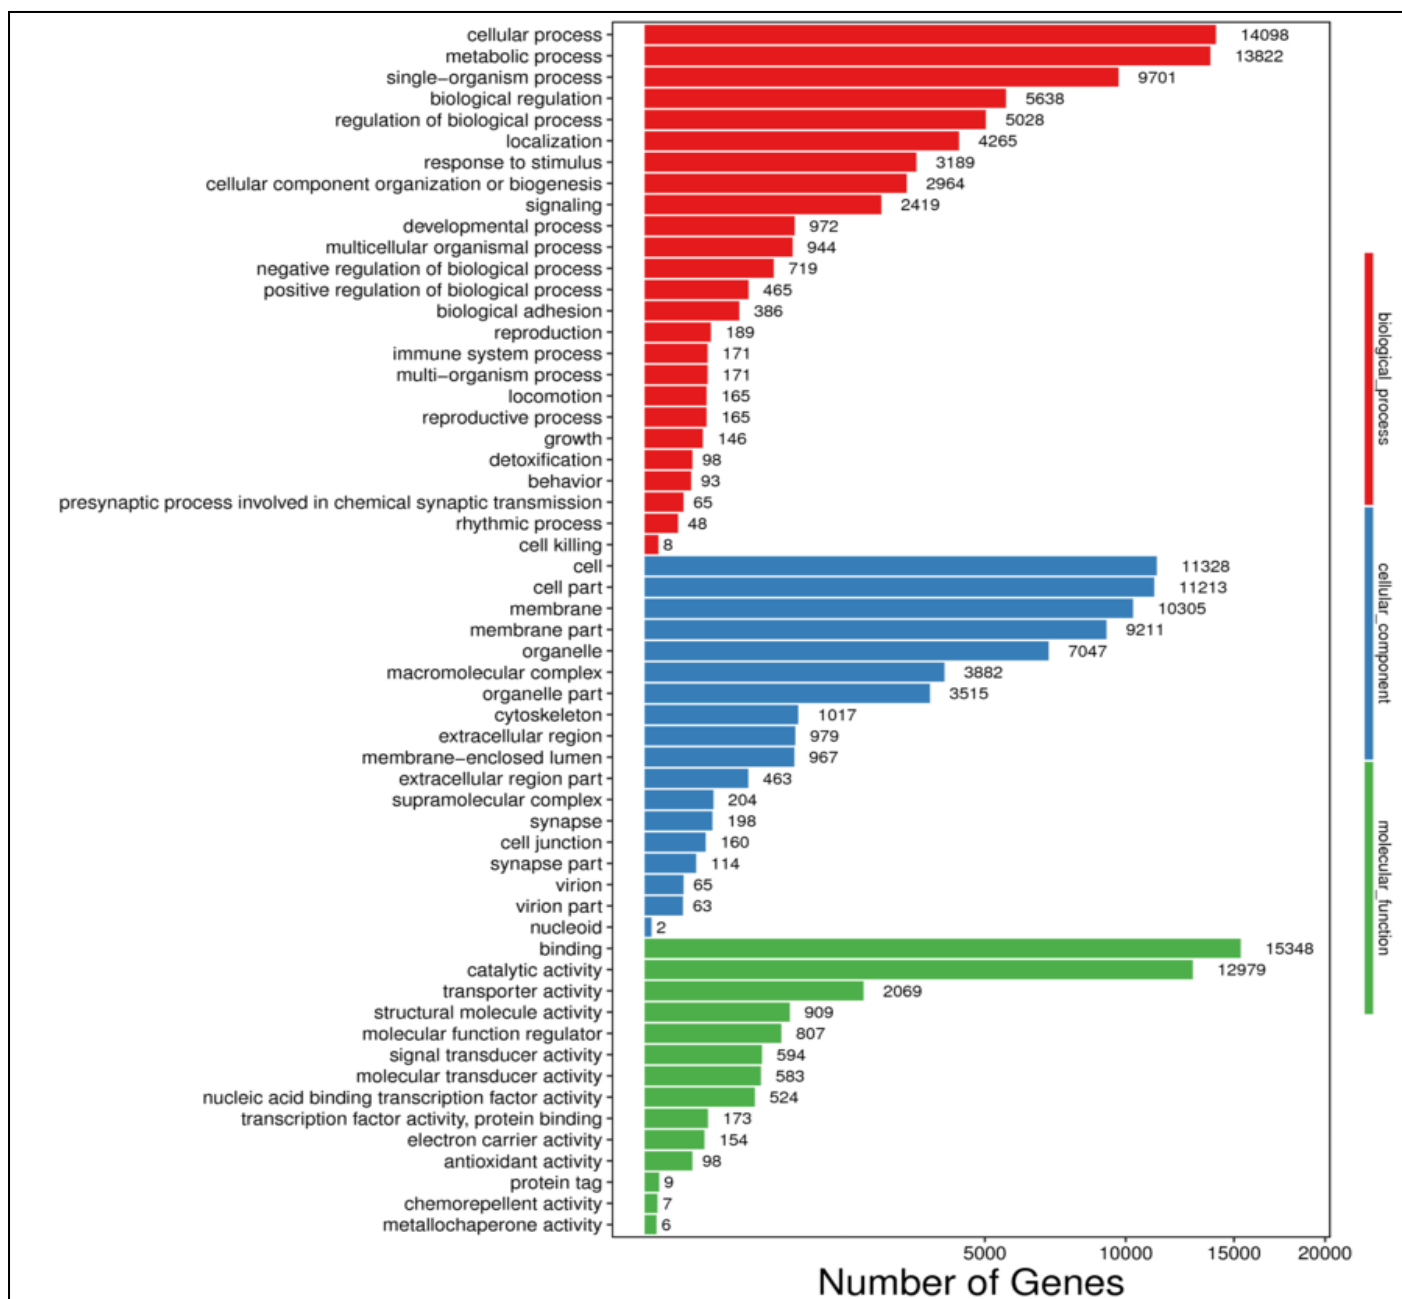 cellular process 14098
metabolic process 13822
single−organism process 9701
biological regulation 5638
regulation of biological process 5028
localization 4265
response to stimulus 3189
cellular component organization or biogenesis 2964
signaling 2419
developmental process 972
multicellular organismal process 944
negative regulation of biological process 719
positive regulation of biological process 465
biological adhesion 386
reproduction 189
immune system process 171
multi−organism process 171
locomotion 165
reproductive process 165
growth 146
detoxification 98
behavior 93
presynaptic process involved in chemical synaptic transmission 65
rhythmic process 48
cell killing 8
cell 11328
cell part 11213
membrane 10305
membrane part 9211
organelle 7047
macromolecular complex 3882
organelle part 3515
cytoskeleton 1017
extracellular region 979
membrane−enclosed lumen 967
extracellular region part 463
supramolecular complex 204
synapse 198
cell junction 160
synapse part 114
virion 65
virion part 63
nucleoid 2
binding 15348
catalytic activity 12979
transporter activity 2069
structural molecule activity 909
molecular function regulator 807
signal transducer activity 594
molecular transducer activity 583
nucleic acid binding transcription factor activity 524
transcription factor activity, protein binding 173
electron carrier activity 154
antioxidant activity 98
protein tag 9
chemorepellent activity 7
metallochaperone activity 6
5000 10000 15000 20000
Number of Genes
biological_process
cellular_component
molecular_function